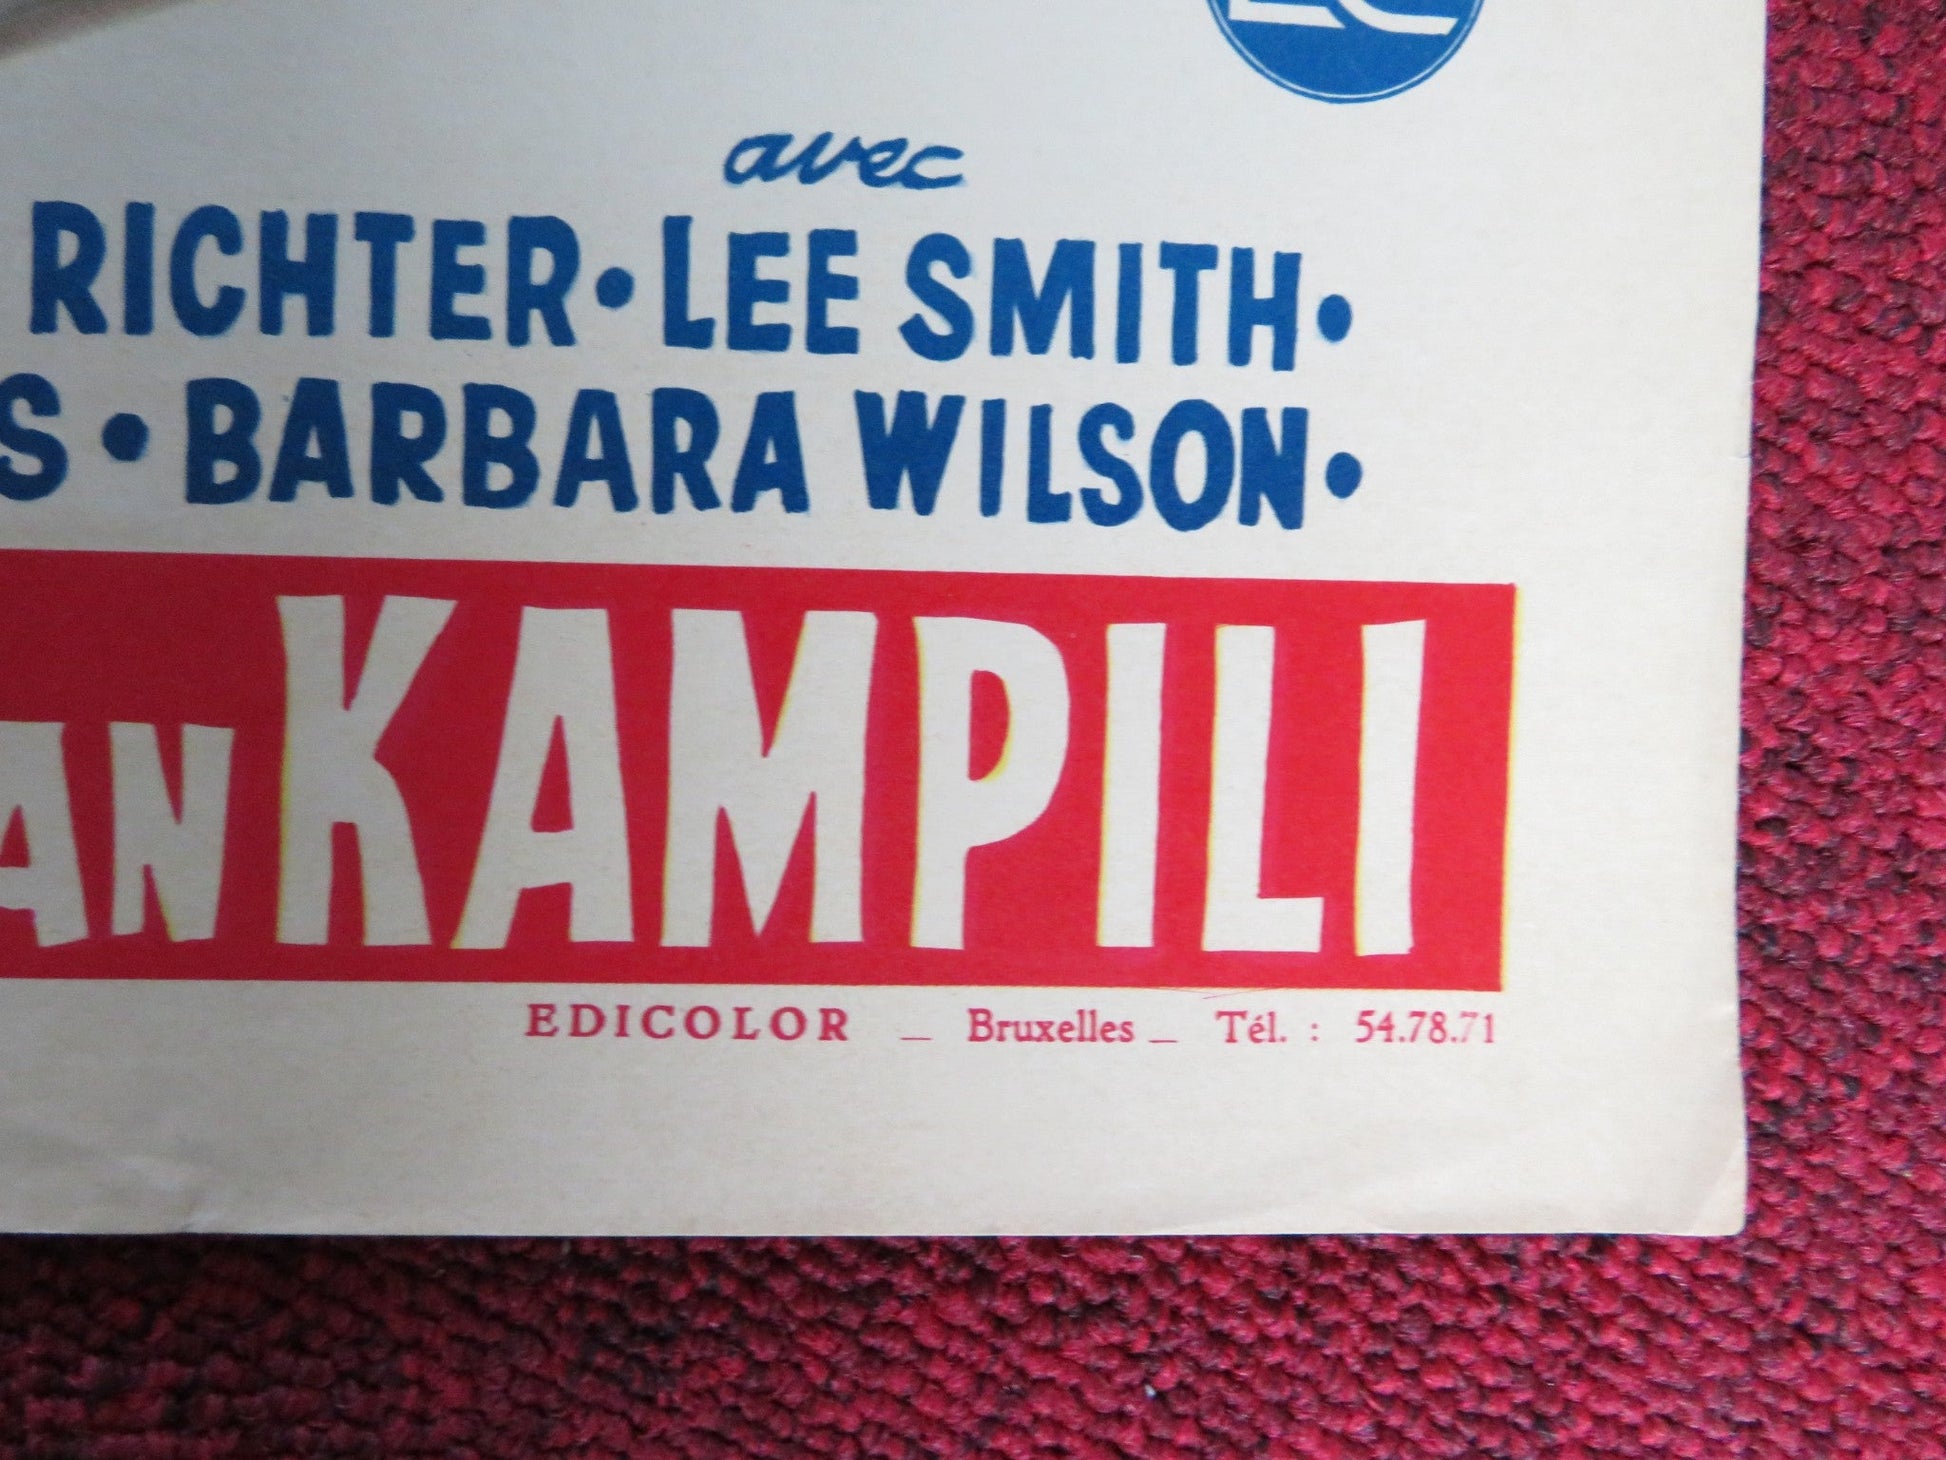 avec
RICHTER • LEE SMITH •
S • BARBARA WILSON •
AN KAMPILI
EDICOLOR _ Bruxelles _ Tél. : 54.78.71